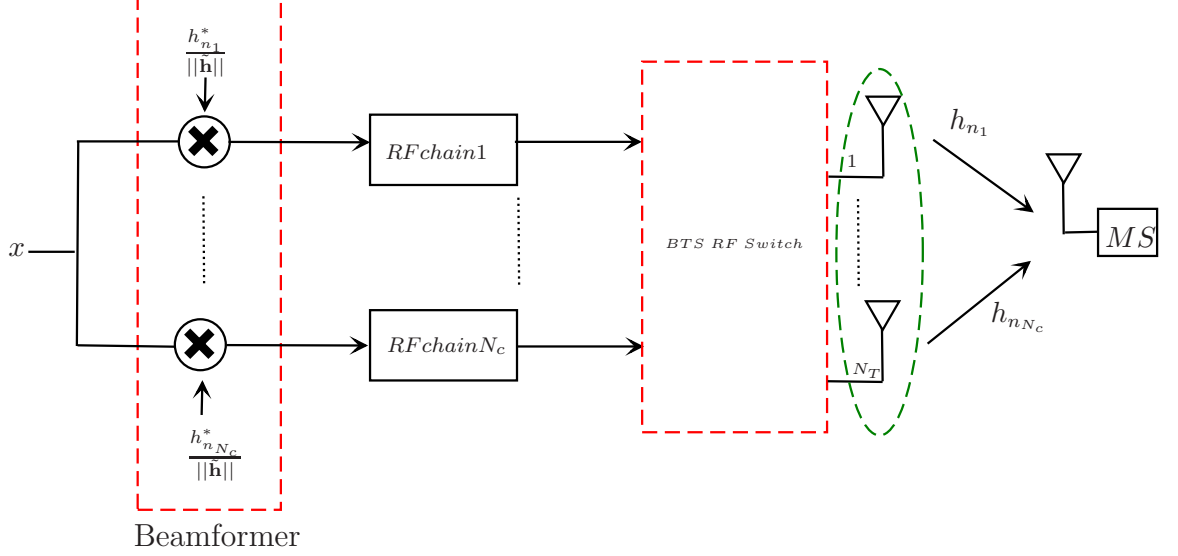 h*_{n_1}
||h̃||
RFchain1
h_{n_1}
1
x
BTS RF Switch
MS
RFchainN_c
h_{n_{N_c}}
N_T
h*_{n_{N_c}}
||h̃||
Beamformer